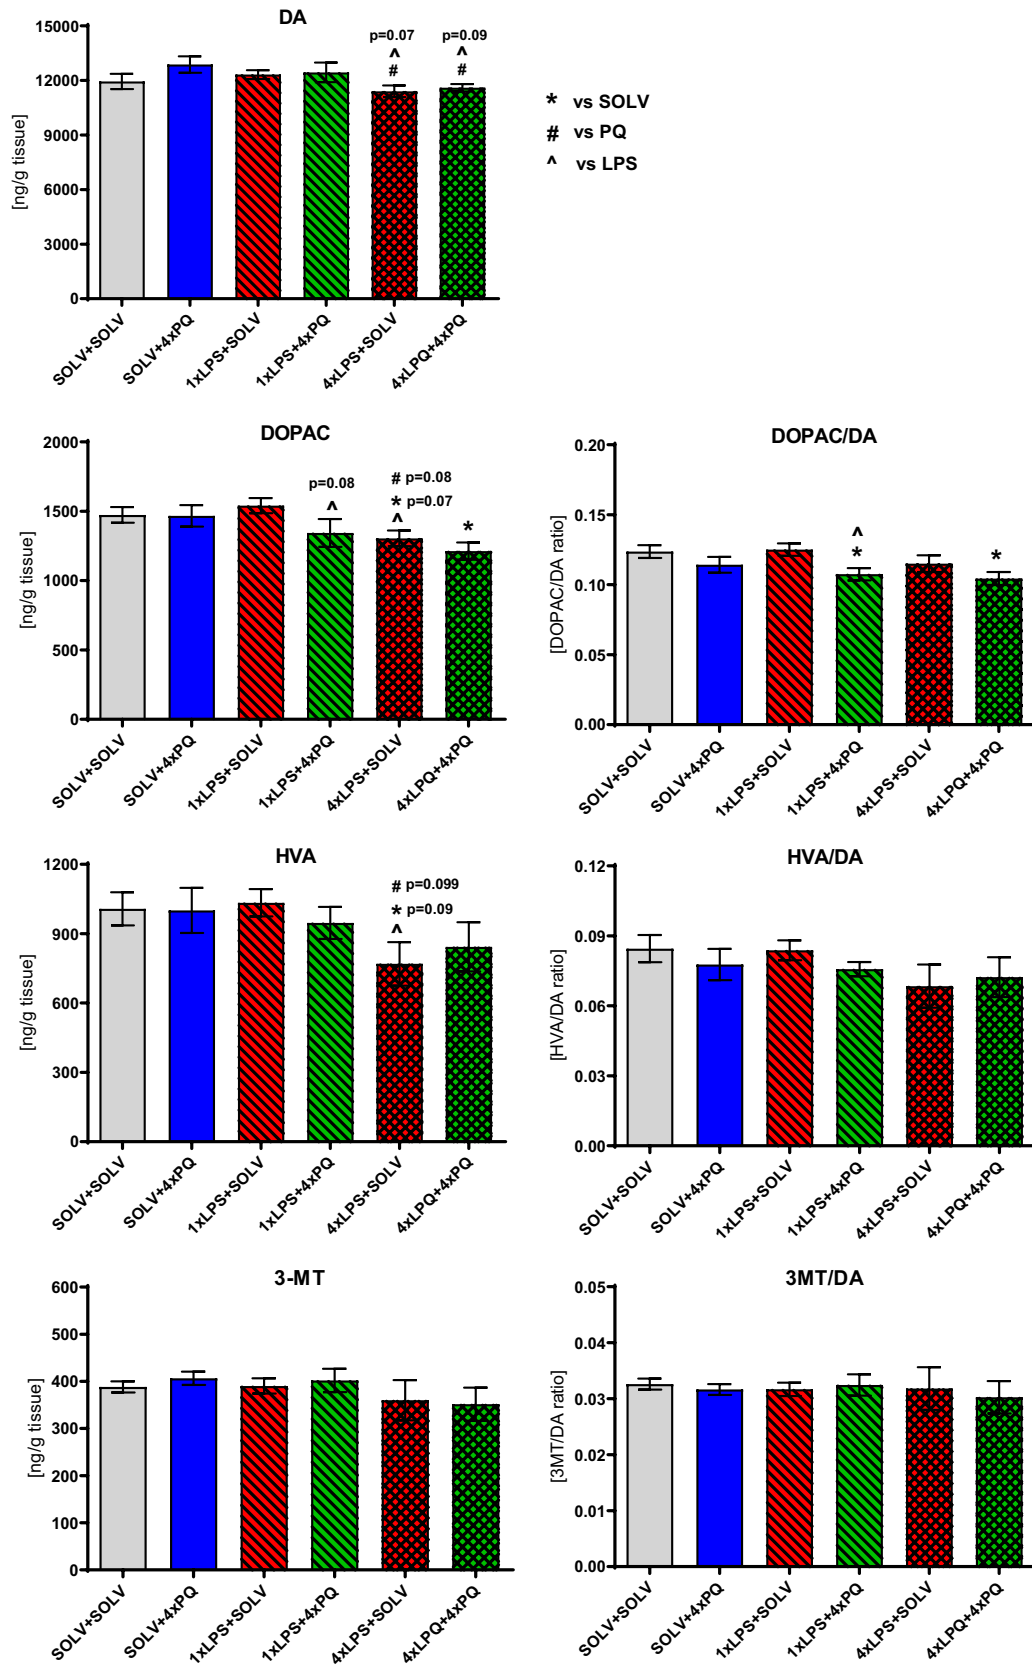 DA
[ng/g tissue]
15000
12000
9000
6000
3000
0
p=0.07
^
#
p=0.09
^
#
SOLV+SOLV
SOLV+4xPQ
1xLPS+SOLV
1xLPS+4xPQ
4xLPS+SOLV
4xLPQ+4xPQ
* vs SOLV
# vs PQ
^ vs LPS
DOPAC
[ng/g tissue]
2000
1500
1000
500
0
p=0.08
^
# p=0.08
* p=0.07
^
*
SOLV+SOLV
SOLV+4xPQ
1xLPS+SOLV
1xLPS+4xPQ
4xLPS+SOLV
4xLPQ+4xPQ
DOPAC/DA
[DOPAC/DA ratio]
0.20
0.15
0.10
0.05
0.00
^
*
*
SOLV+SOLV
SOLV+4xPQ
1xLPS+SOLV
1xLPS+4xPQ
4xLPS+SOLV
4xLPQ+4xPQ
HVA
[ng/g tissue]
1200
900
600
300
0
# p=0.099
* p=0.09
^
SOLV+SOLV
SOLV+4xPQ
1xLPS+SOLV
1xLPS+4xPQ
4xLPS+SOLV
4xLPQ+4xPQ
HVA/DA
[HVA/DA ratio]
0.12
0.09
0.06
0.03
0.00
SOLV+SOLV
SOLV+4xPQ
1xLPS+SOLV
1xLPS+4xPQ
4xLPS+SOLV
4xLPQ+4xPQ
3-MT
[ng/g tissue]
600
500
400
300
200
100
0
SOLV+SOLV
SOLV+4xPQ
1xLPS+SOLV
1xLPS+4xPQ
4xLPS+SOLV
4xLPQ+4xPQ
3MT/DA
[3MT/DA ratio]
0.05
0.04
0.03
0.02
0.01
0.00
SOLV+SOLV
SOLV+4xPQ
1xLPS+SOLV
1xLPS+4xPQ
4xLPS+SOLV
4xLPQ+4xPQ